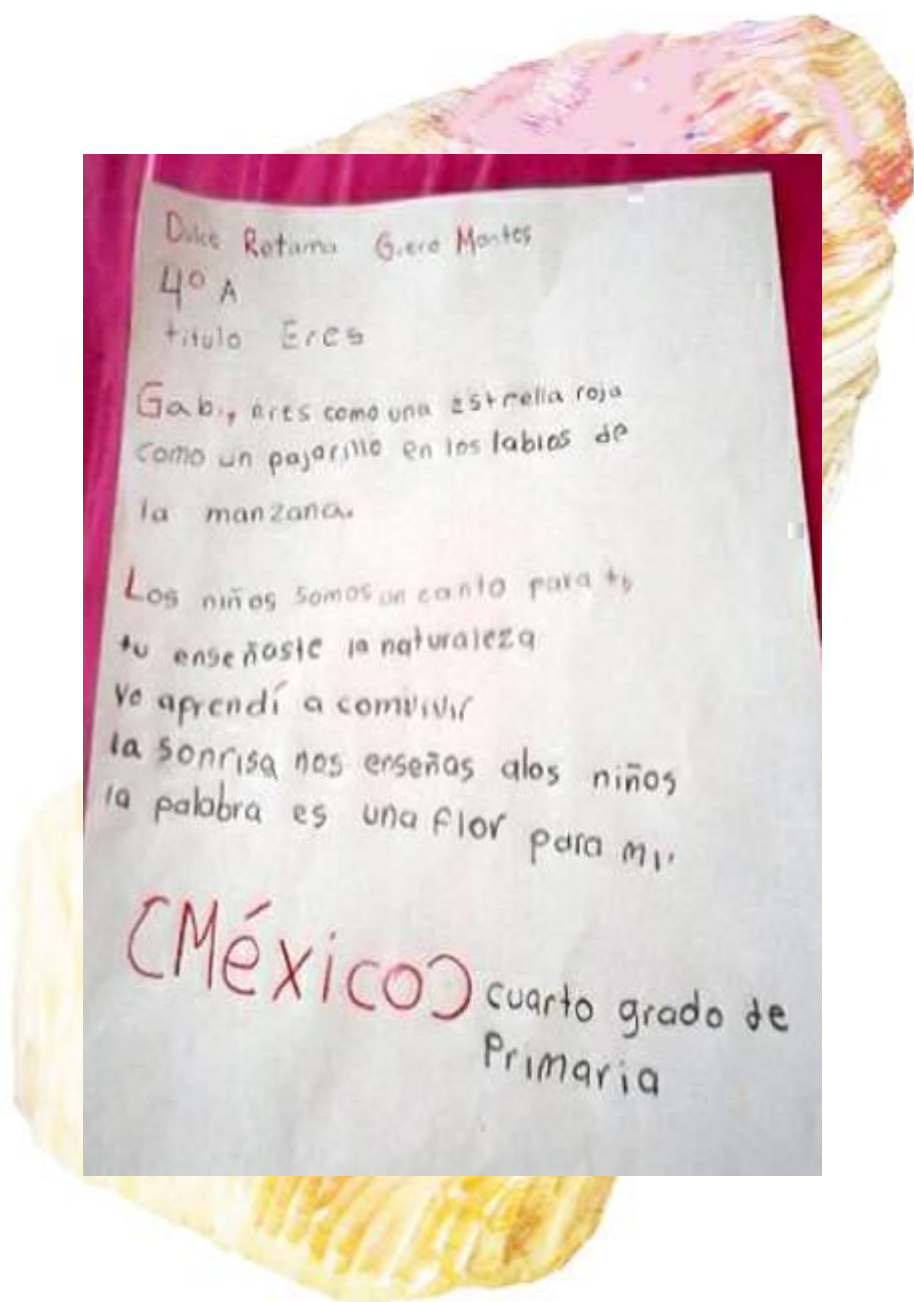 Dulce Retama Guero Montes
4° A
titulo Eres
Gabi, eres como una estrella roja
como un pajarillo en los labios de
la manzana.
Los niños somos un canto para ti,
tu enseñaste la naturaleza
yo aprendí a comvivir
la sonrisa nos enseñas alos niños
la palabra es una flor para mi.
(México) cuarto grado de
Primaria